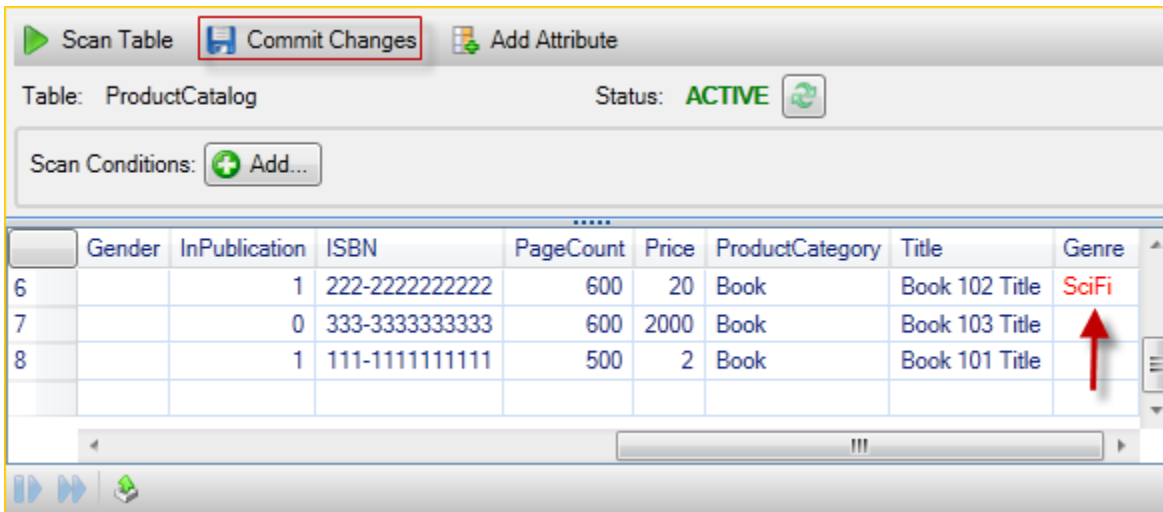 Scan Table Commit Changes Add Attribute
Table: ProductCatalog Status: ACTIVE
Scan Conditions: Add...
Gender InPublication ISBN PageCount Price ProductCategory Title Genre
6 1 222-2222222222 600 20 Book Book 102 Title SciFi
7 0 333-3333333333 600 2000 Book Book 103 Title
8 1 111-1111111111 500 2 Book Book 101 Title